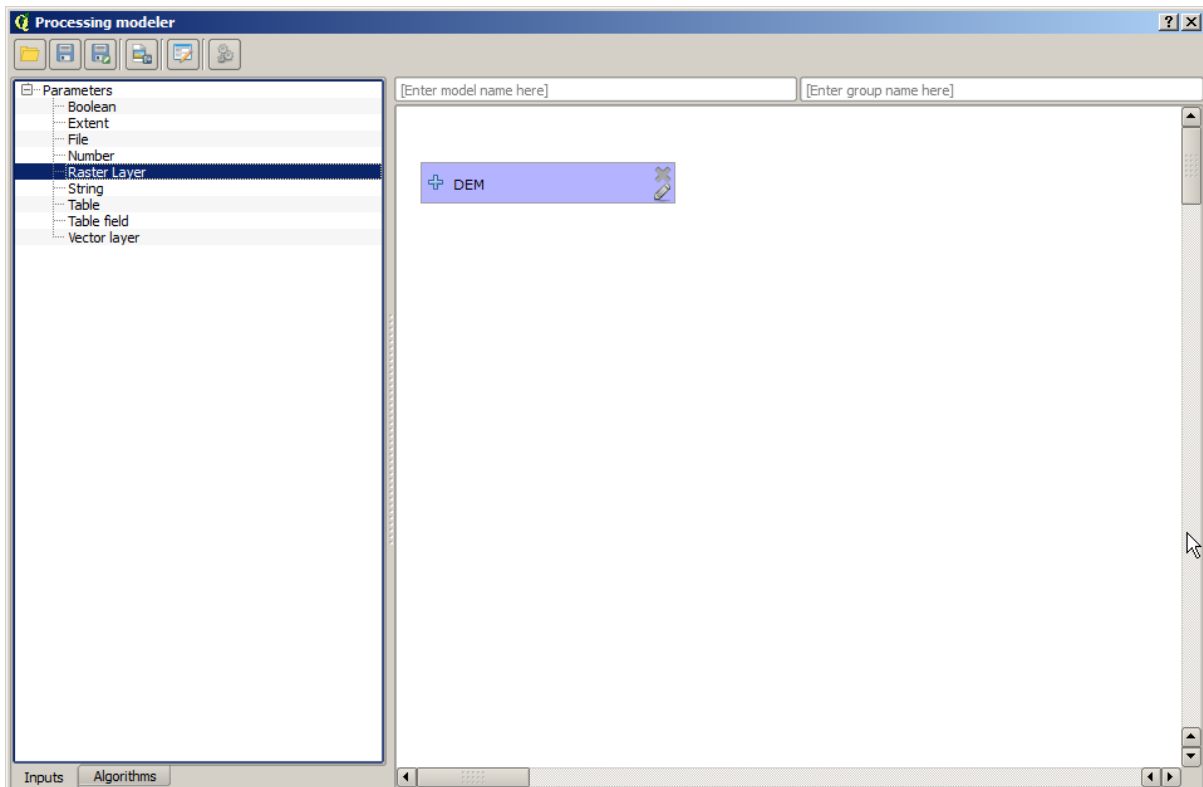 Processing modeler
Parameters
Boolean
Extent
File
Number
Raster Layer
String
Table
Table field
Vector layer
Inputs Algorithms
[Enter model name here] [Enter group name here]
DEM